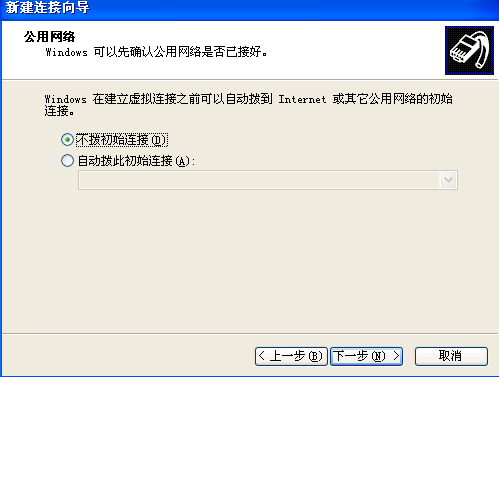 新建连接向导
公用网络
Windows 可以先确认公用网络是否已接好。
Windows 在建立虚拟连接之前可以自动拨到 Internet 或其它公用网络的初始
连接。
不拨初始连接(D)
自动拨此初始连接(A):
< 上一步(B) 下一步(N) > 取消